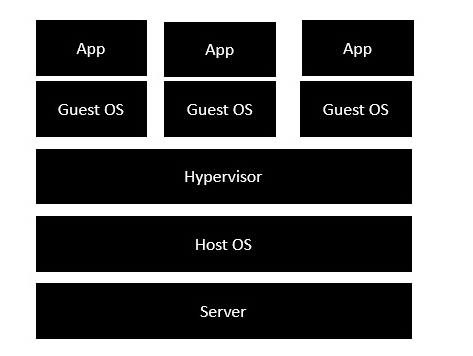 App App App
Guest OS Guest OS Guest OS
Hypervisor
Host OS
Server